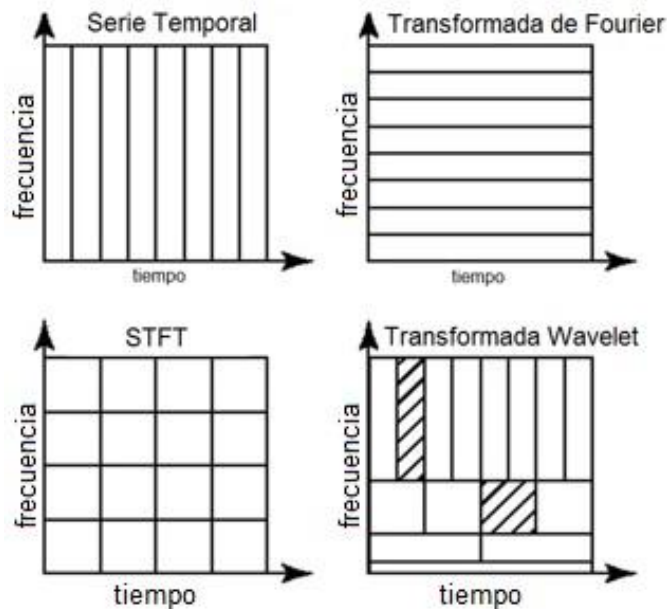 Serie Temporal
frecuencia
tiempo
Transformada de Fourier
frecuencia
tiempo
STFT
frecuencia
tiempo
Transformada Wavelet
frecuencia
tiempo